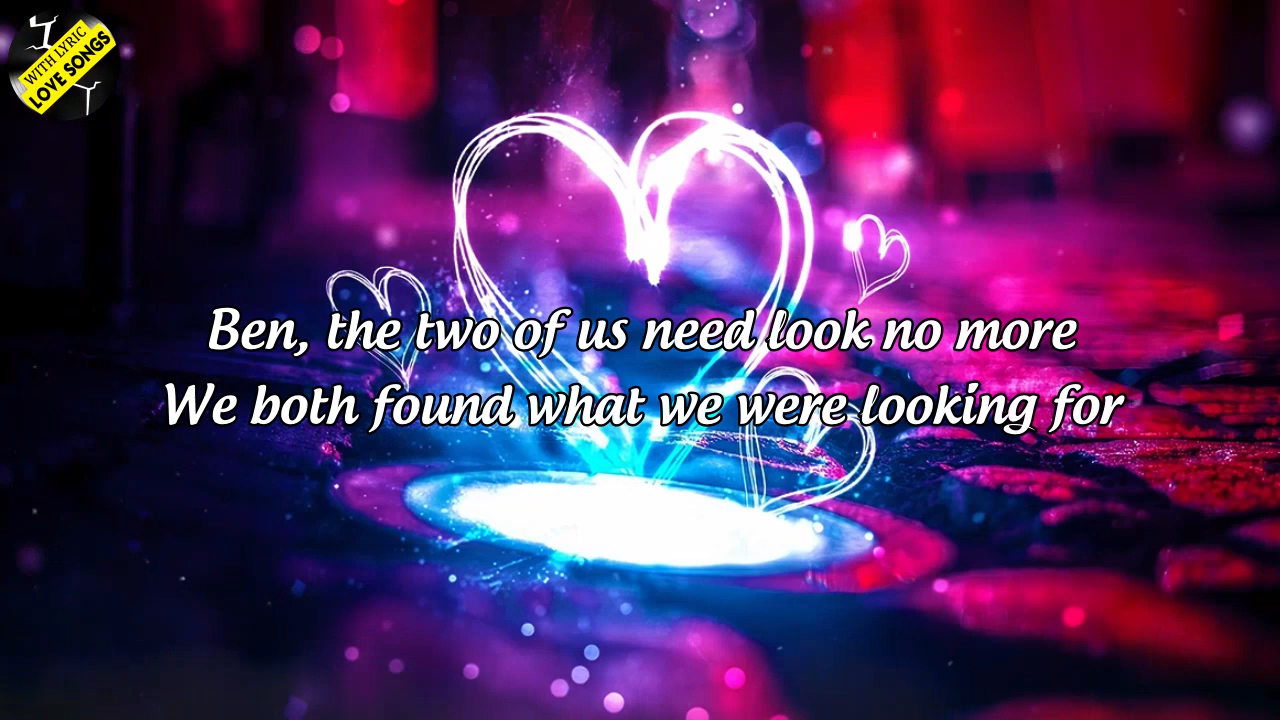 WITH LYRIC
LOVE SONGS
Ben, the two of us need look no more
We both found what we were looking for